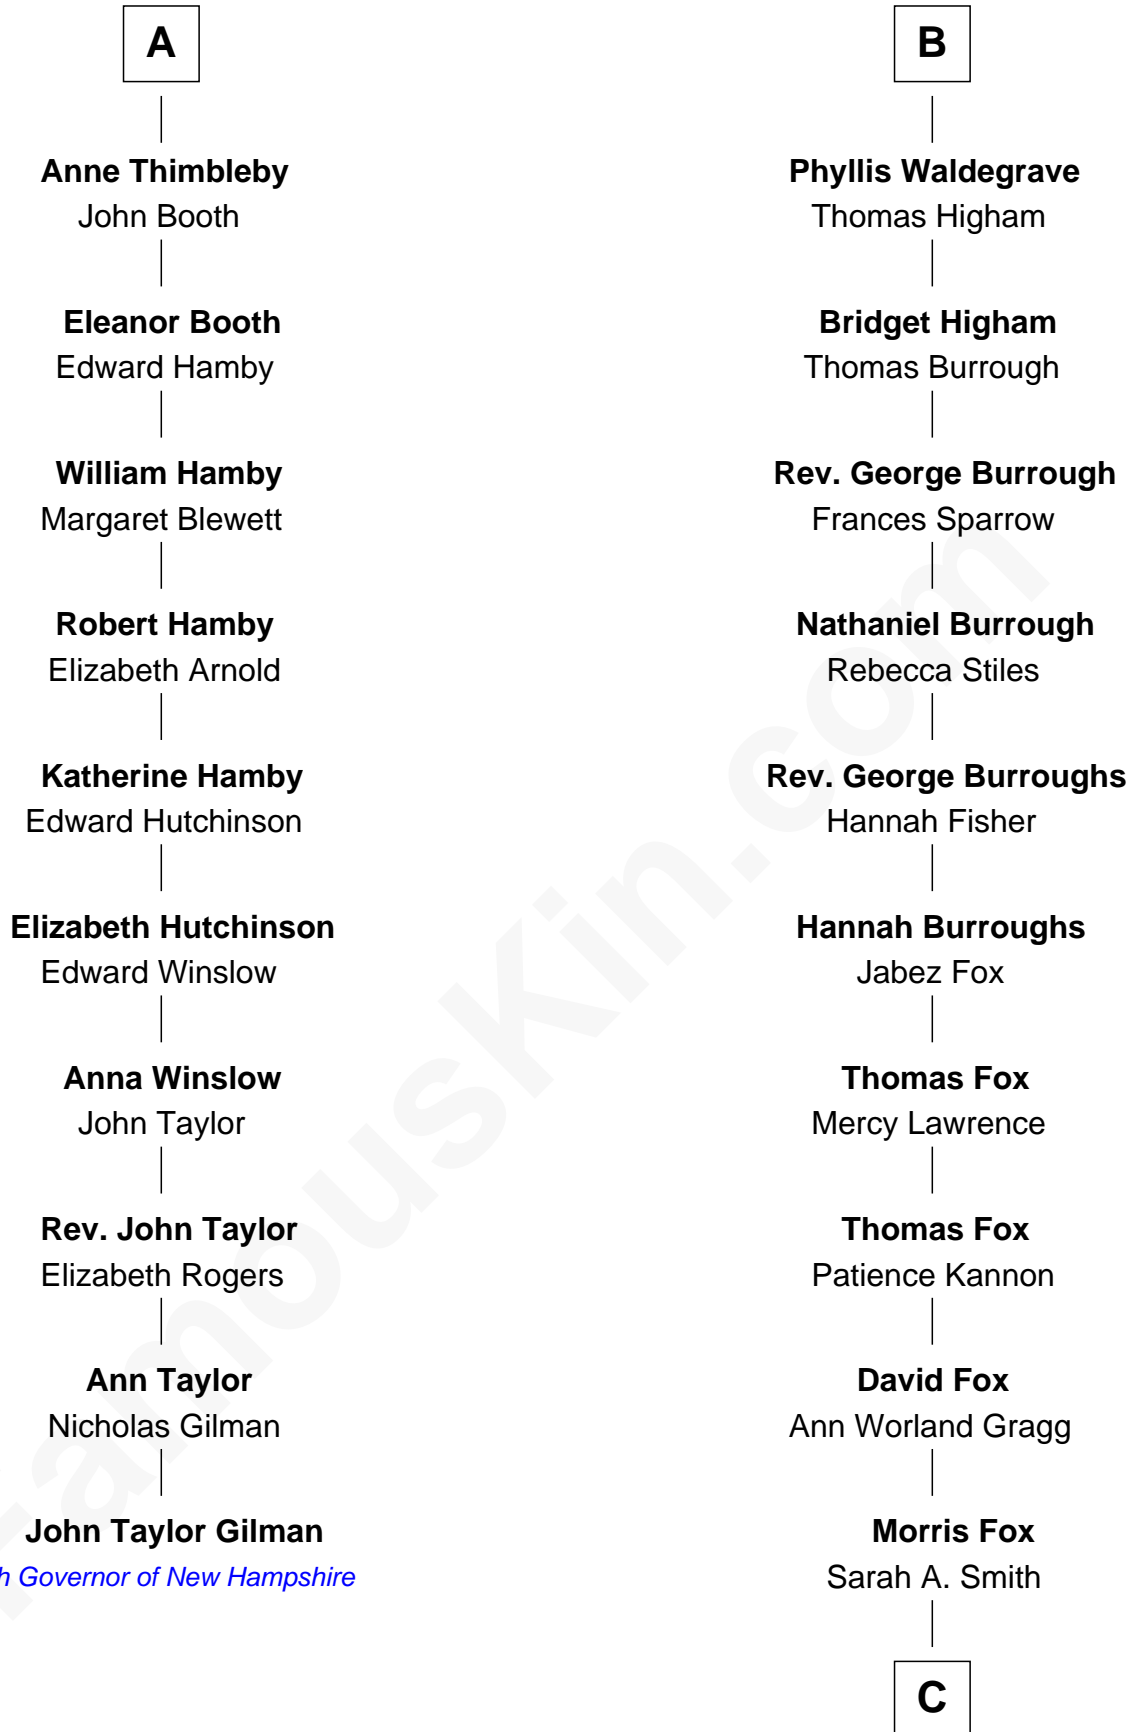 A
Anne Thimbleby
John Booth
Eleanor Booth
Edward Hamby
William Hamby
Margaret Blewett
Robert Hamby
Elizabeth Arnold
Katherine Hamby
Edward Hutchinson
Elizabeth Hutchinson
Edward Winslow
Anna Winslow
John Taylor
Rev. John Taylor
Elizabeth Rogers
Ann Taylor
Nicholas Gilman
John Taylor Gilman
h Governor of New Hampshire
B
Phyllis Waldegrave
Thomas Higham
Bridget Higham
Thomas Burrough
Rev. George Burrough
Frances Sparrow
Nathaniel Burrough
Rebecca Stiles
Rev. George Burroughs
Hannah Fisher
Hannah Burroughs
Jabez Fox
Thomas Fox
Mercy Lawrence
Thomas Fox
Patience Kannon
David Fox
Ann Worland Gragg
Morris Fox
Sarah A. Smith
C
FamousKin.com